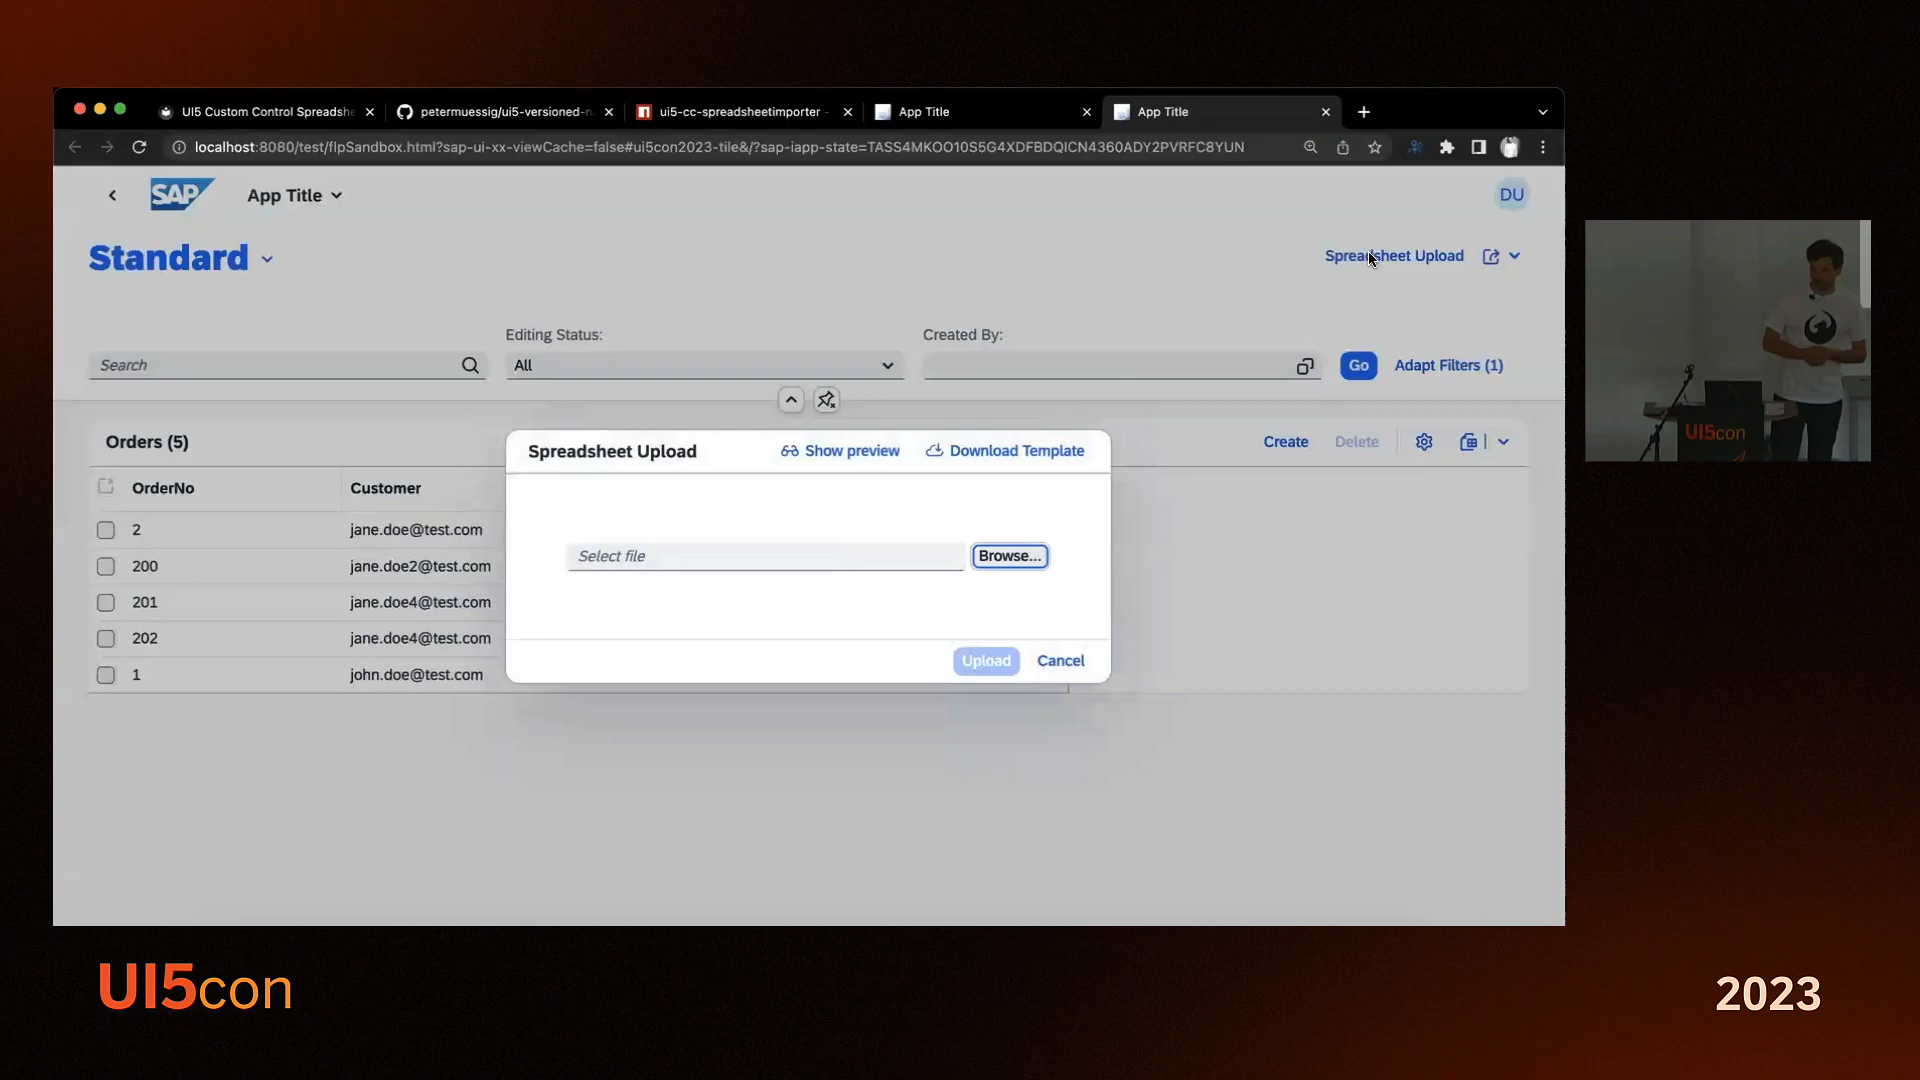 UI5 Custom Control Spreadshe
petermuessig/ui5-versioned-n
ui5-cc-spreadsheetimporter -
App Title
App Title
localhost:8080/test/flpSandbox.html?sap-ui-xx-viewCache=false#ui5con2023-tile&/?sap-iapp-state=TASS4MKOO10S5G4XDFBDQICN4360ADY2PVRFC8YUN
SAP
App Title
DU
Standard
Spreadsheet Upload
Editing Status:
Created By:
Search
All
Go
Adapt Filters (1)
Orders (5)
Create
Delete
OrderNo
Customer
2
jane.doe@test.com
200
jane.doe2@test.com
201
jane.doe4@test.com
202
jane.doe4@test.com
1
john.doe@test.com
Spreadsheet Upload
Show preview
Download Template
Select file
Browse...
Upload
Cancel
UI5con
UI5con
2023